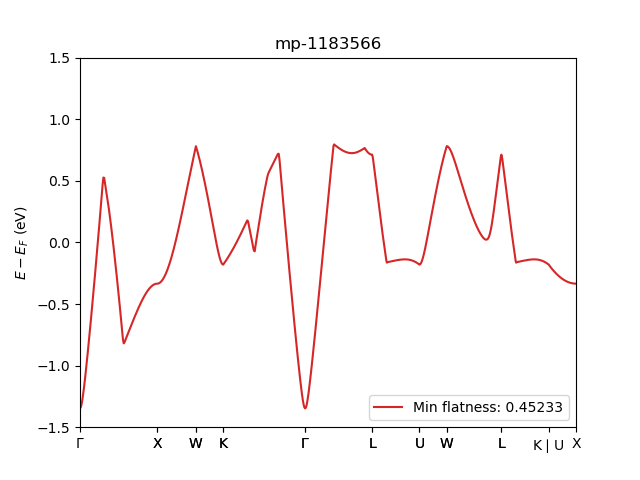 mp-1183566
1.5
1.0
0.5
0.0
−0.5
−1.0
−1.5
E − E_F (eV)
Min flatness: 0.45233
Γ X W K Γ L U W L K | U X